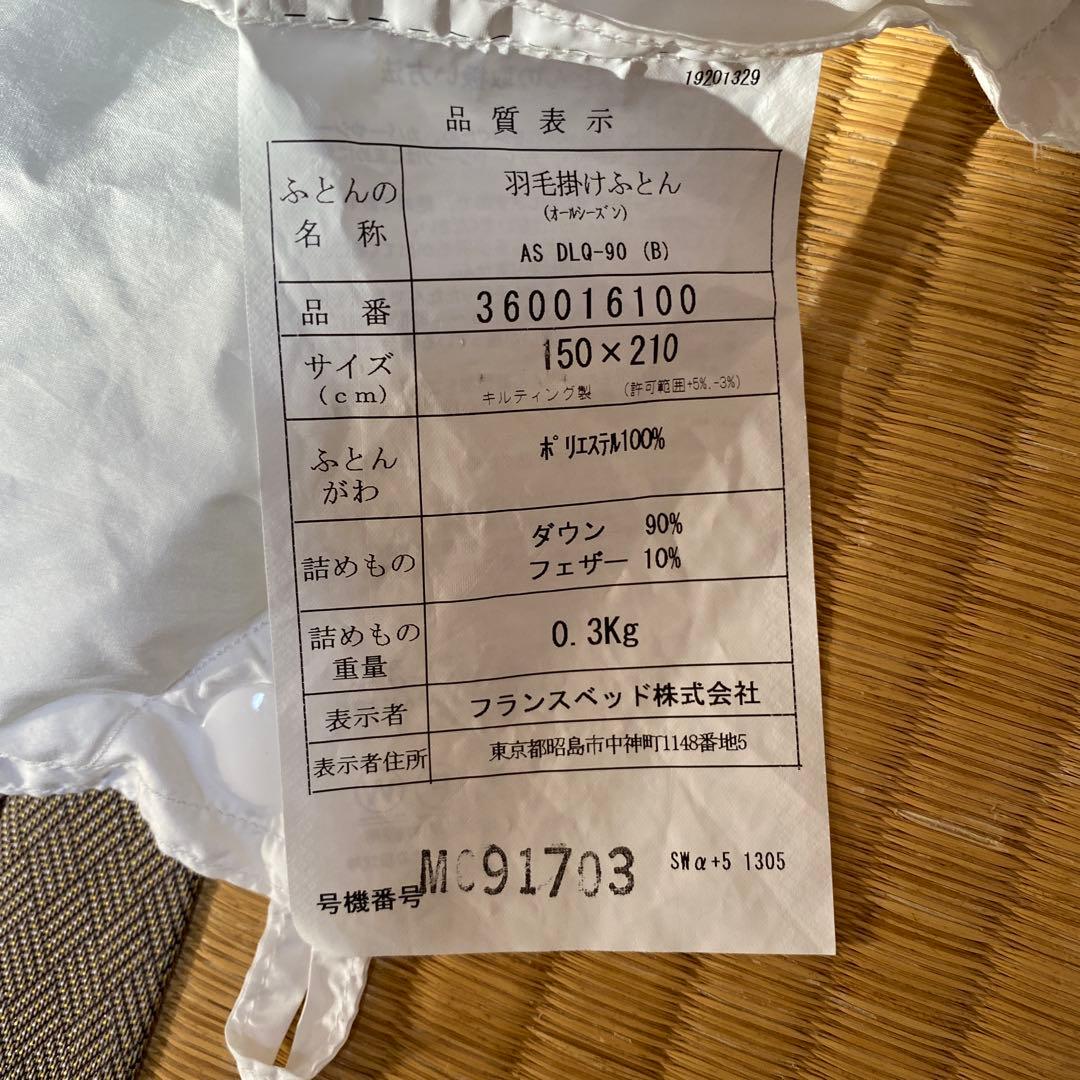 19201329
品質表示
ふとんの名称
羽毛掛けふとん
(オールシーズン)
AS DLQ-90 (B)
品番
360016100
サイズ(cm)
150×210
キルティング製 (許可範囲+5%.-3%)
ふとんがわ
ポリエステル100%
詰めもの
ダウン 90%
フェザー 10%
詰めもの重量
0.3Kg
表示者
フランスベッド株式会社
表示者住所
東京都昭島市中神町1148番地5
号機番号 MC91703
SWα+5 1305